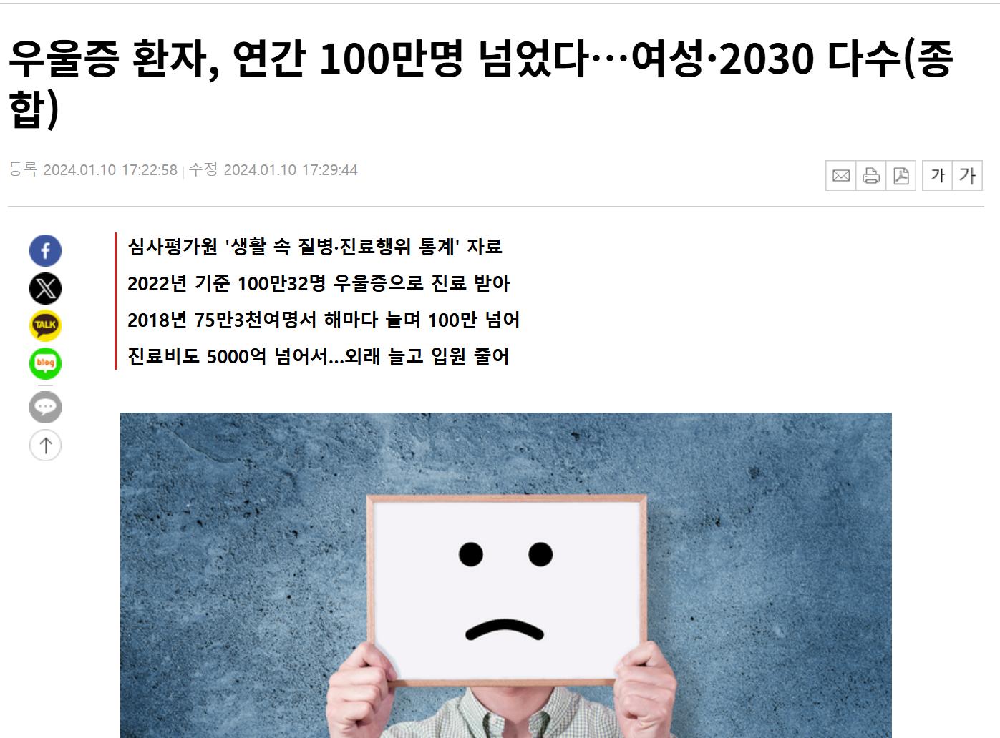 우울증 환자, 연간 100만명 넘었다…여성·2030 다수(종
합)
등록 2024.01.10 17:22:58 수정 2024.01.10 17:29:44
가 가
f
X
TALK
blog
심사평가원 '생활 속 질병·진료행위 통계' 자료
2022년 기준 100만32명 우울증으로 진료 받아
2018년 75만3천여명서 해마다 늘며 100만 넘어
진료비도 5000억 넘어서...외래 늘고 입원 줄어